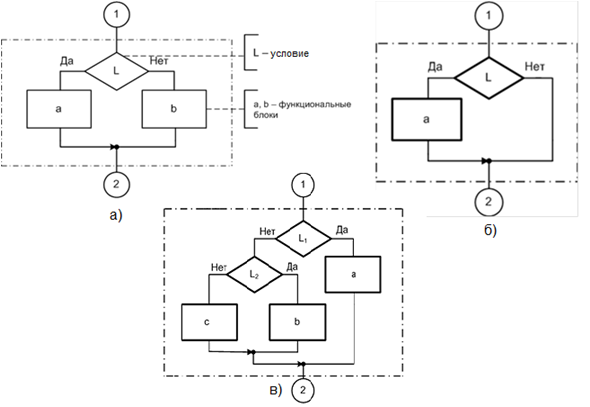 1
L – условие
Да
L
Нет
a
b
a, b – функциональные
блоки
2
а)
1
Да
L
Нет
a
2
б)
1
Нет
L1
Да
Нет
L2
Да
a
c
b
2
в)